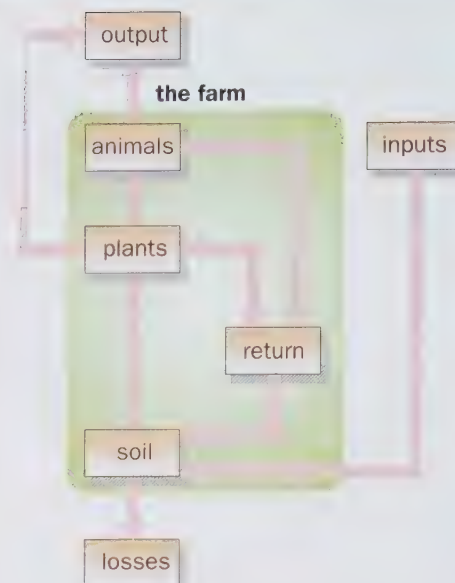 output
the farm
animals
inputs
plants
return
soil
losses